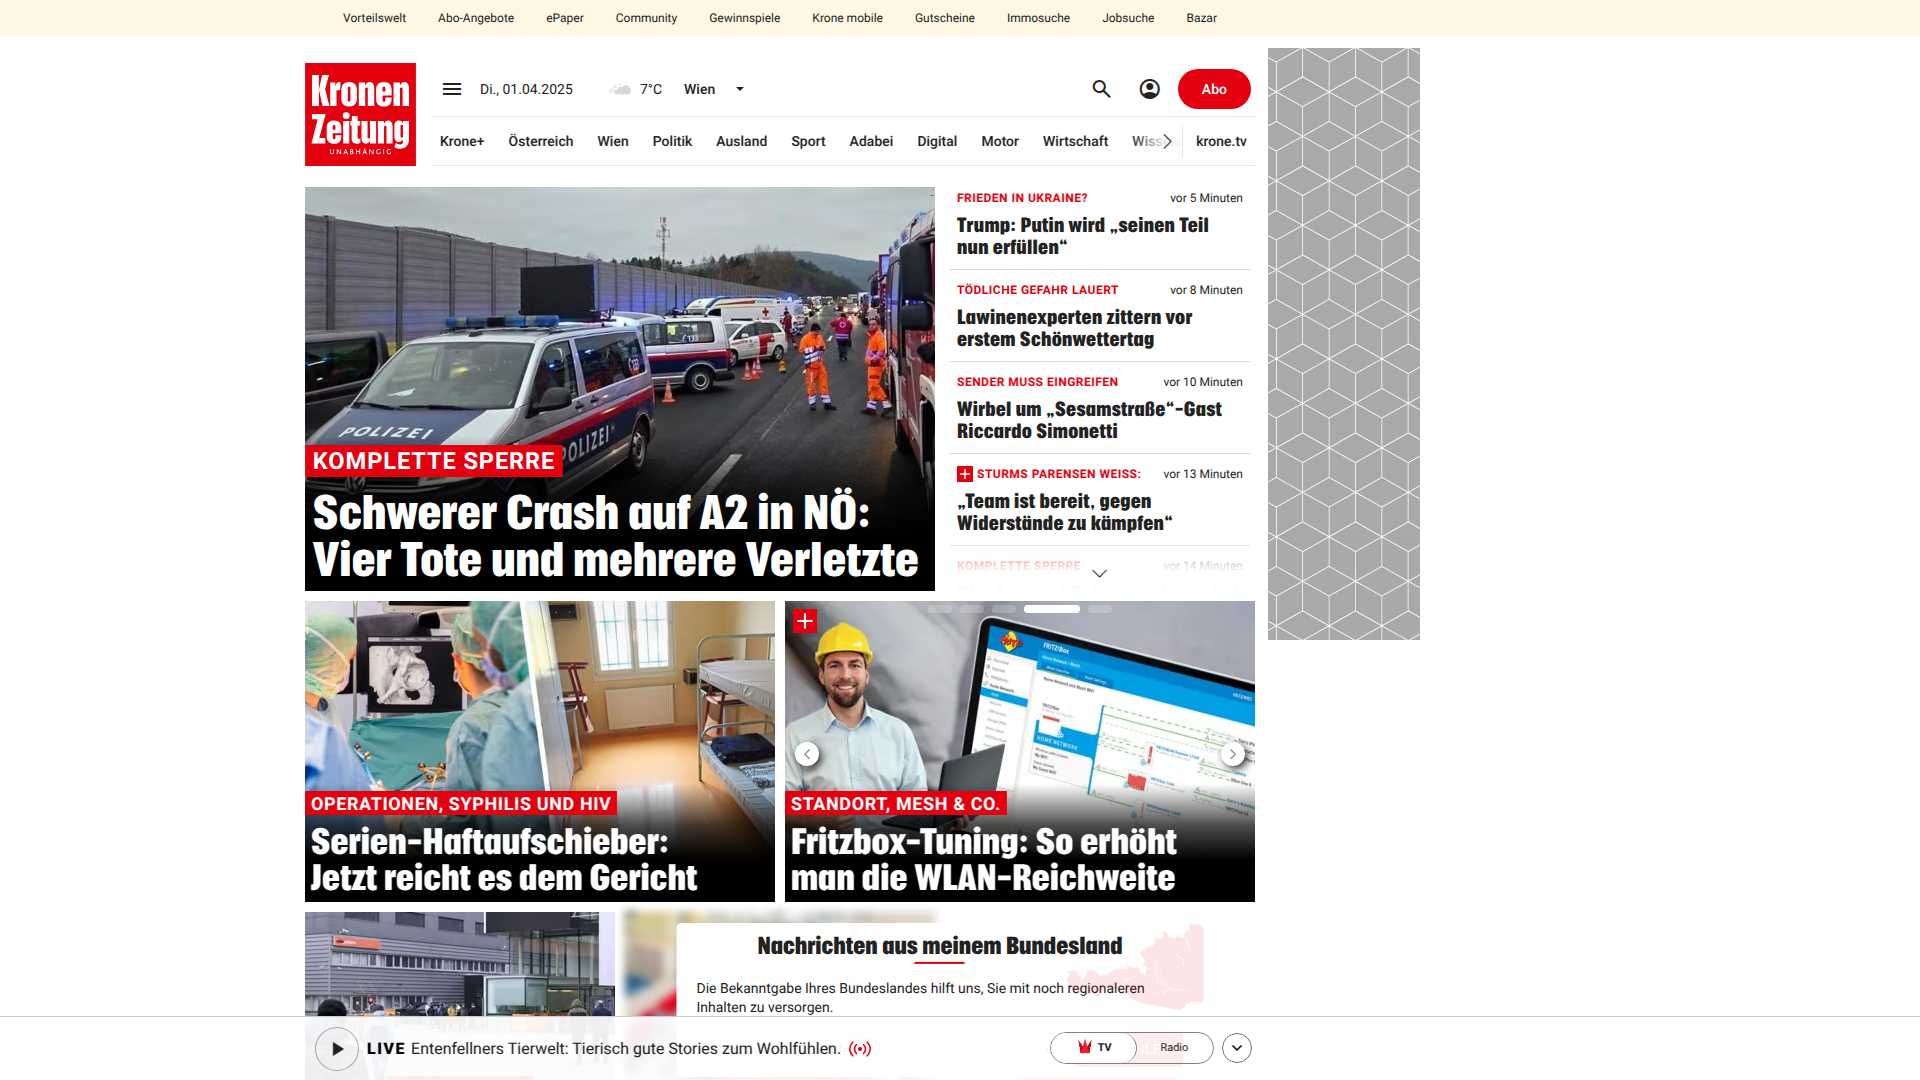 Vorteilswelt Abo-Angebote ePaper Community Gewinnspiele Krone mobile Gutscheine Immosuche Jobsuche Bazar
Kronen
Zeitung
UNABHÄNGIG
Di., 01.04.2025 7°C Wien
Abo
Krone+ Österreich Wien Politik Ausland Sport Adabei Digital Motor Wirtschaft Wiss krone.tv
POLIZEI
POLIZEI
KOMPLETTE SPERRE
Schwerer Crash auf A2 in NÖ:
Vier Tote und mehrere Verletzte
FRIEDEN IN UKRAINE? vor 5 Minuten
Trump: Putin wird „seinen Teil
nun erfüllen“
TÖDLICHE GEFAHR LAUERT vor 8 Minuten
Lawinenexperten zittern vor
erstem Schönwettertag
SENDER MUSS EINGREIFEN vor 10 Minuten
Wirbel um „Sesamstraße“-Gast
Riccardo Simonetti
STURMS PARENSEN WEISS: vor 13 Minuten
„Team ist bereit, gegen
Widerstände zu kämpfen“
KOMPLETTE SPERRE vor 14 Minuten
OPERATIONEN, SYPHILIS UND HIV
Serien-Haftaufschieber:
Jetzt reicht es dem Gericht
FRITZ!Box
HOME NETWORK
STANDORT, MESH & CO.
Fritzbox-Tuning: So erhöht
man die WLAN-Reichweite
Nachrichten aus meinem Bundesland
Die Bekanntgabe Ihres Bundeslandes hilft uns, Sie mit noch regionaleren
Inhalten zu versorgen.
LIVE Entenfellners Tierwelt: Tierisch gute Stories zum Wohlfühlen.
TV Radio